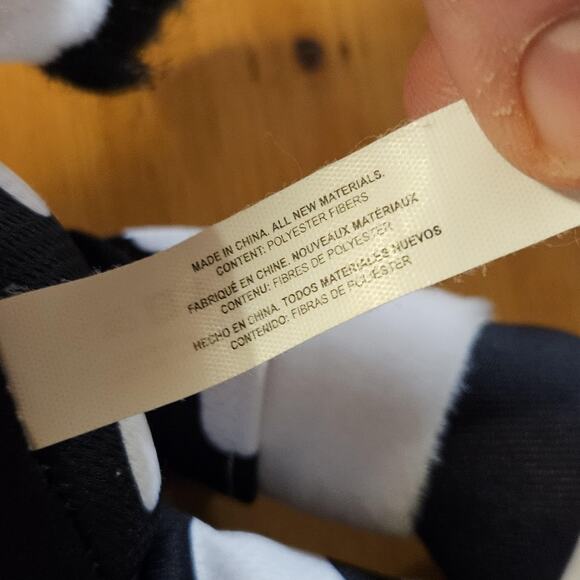 MADE IN CHINA. ALL NEW MATERIALS.
CONTENT: POLYESTER FIBERS
FABRIQUÉ EN CHINE. NOUVEAUX MATÉRIAUX
CONTENU: FIBRES DE POLYESTER
HECHO EN CHINA. TODOS MATERIALES NUEVOS
CONTENIDO: FIBRAS DE POLIÉSTER